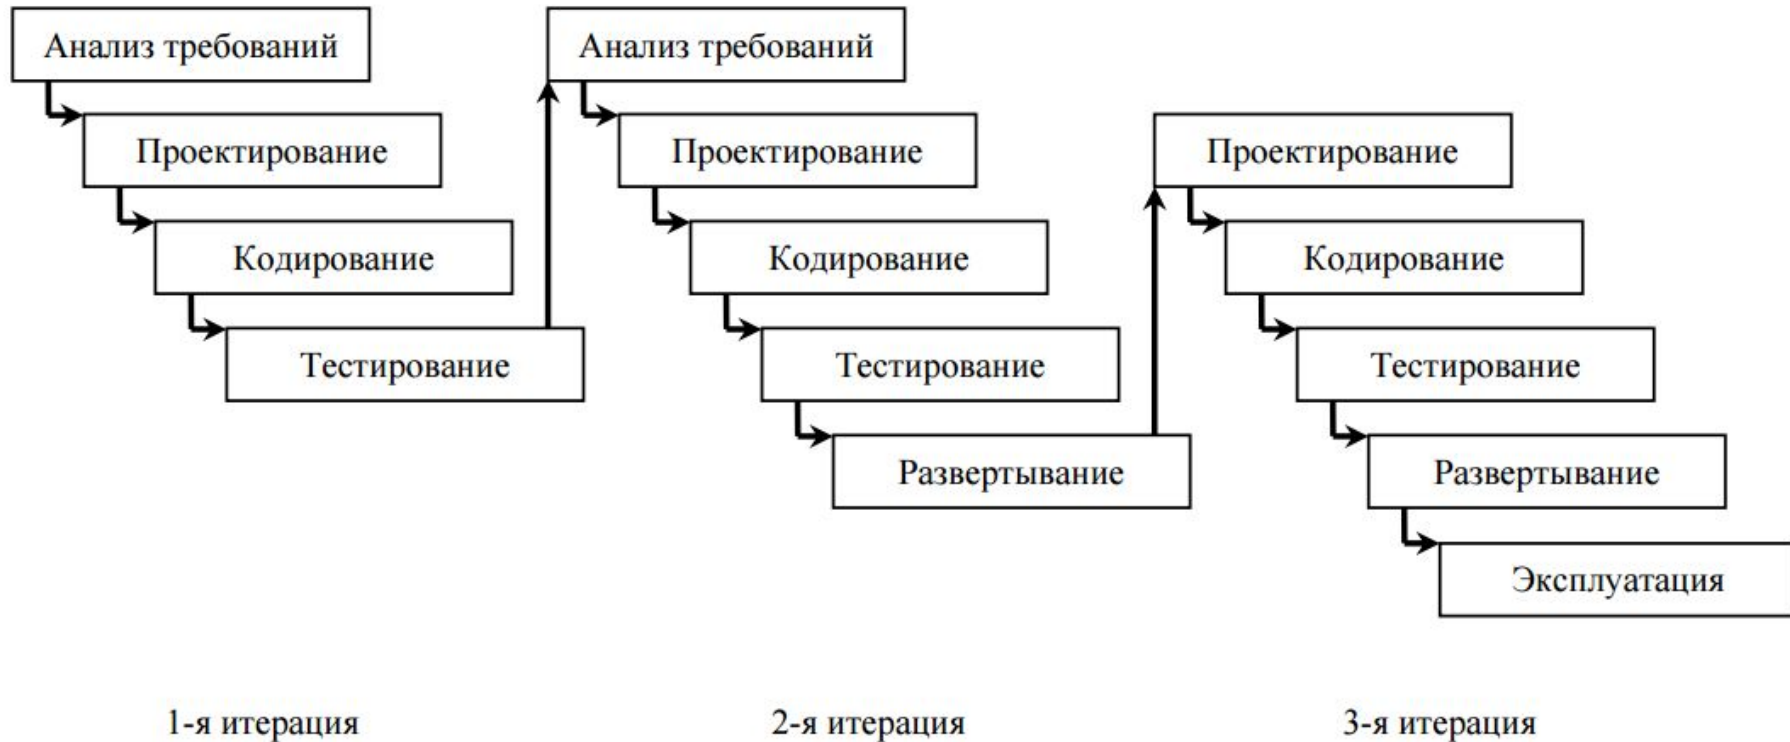 Анализ требований
Проектирование
Кодирование
Тестирование
Анализ требований
Проектирование
Кодирование
Тестирование
Развертывание
Проектирование
Кодирование
Тестирование
Развертывание
Эксплуатация
1-я итерация
2-я итерация
3-я итерация